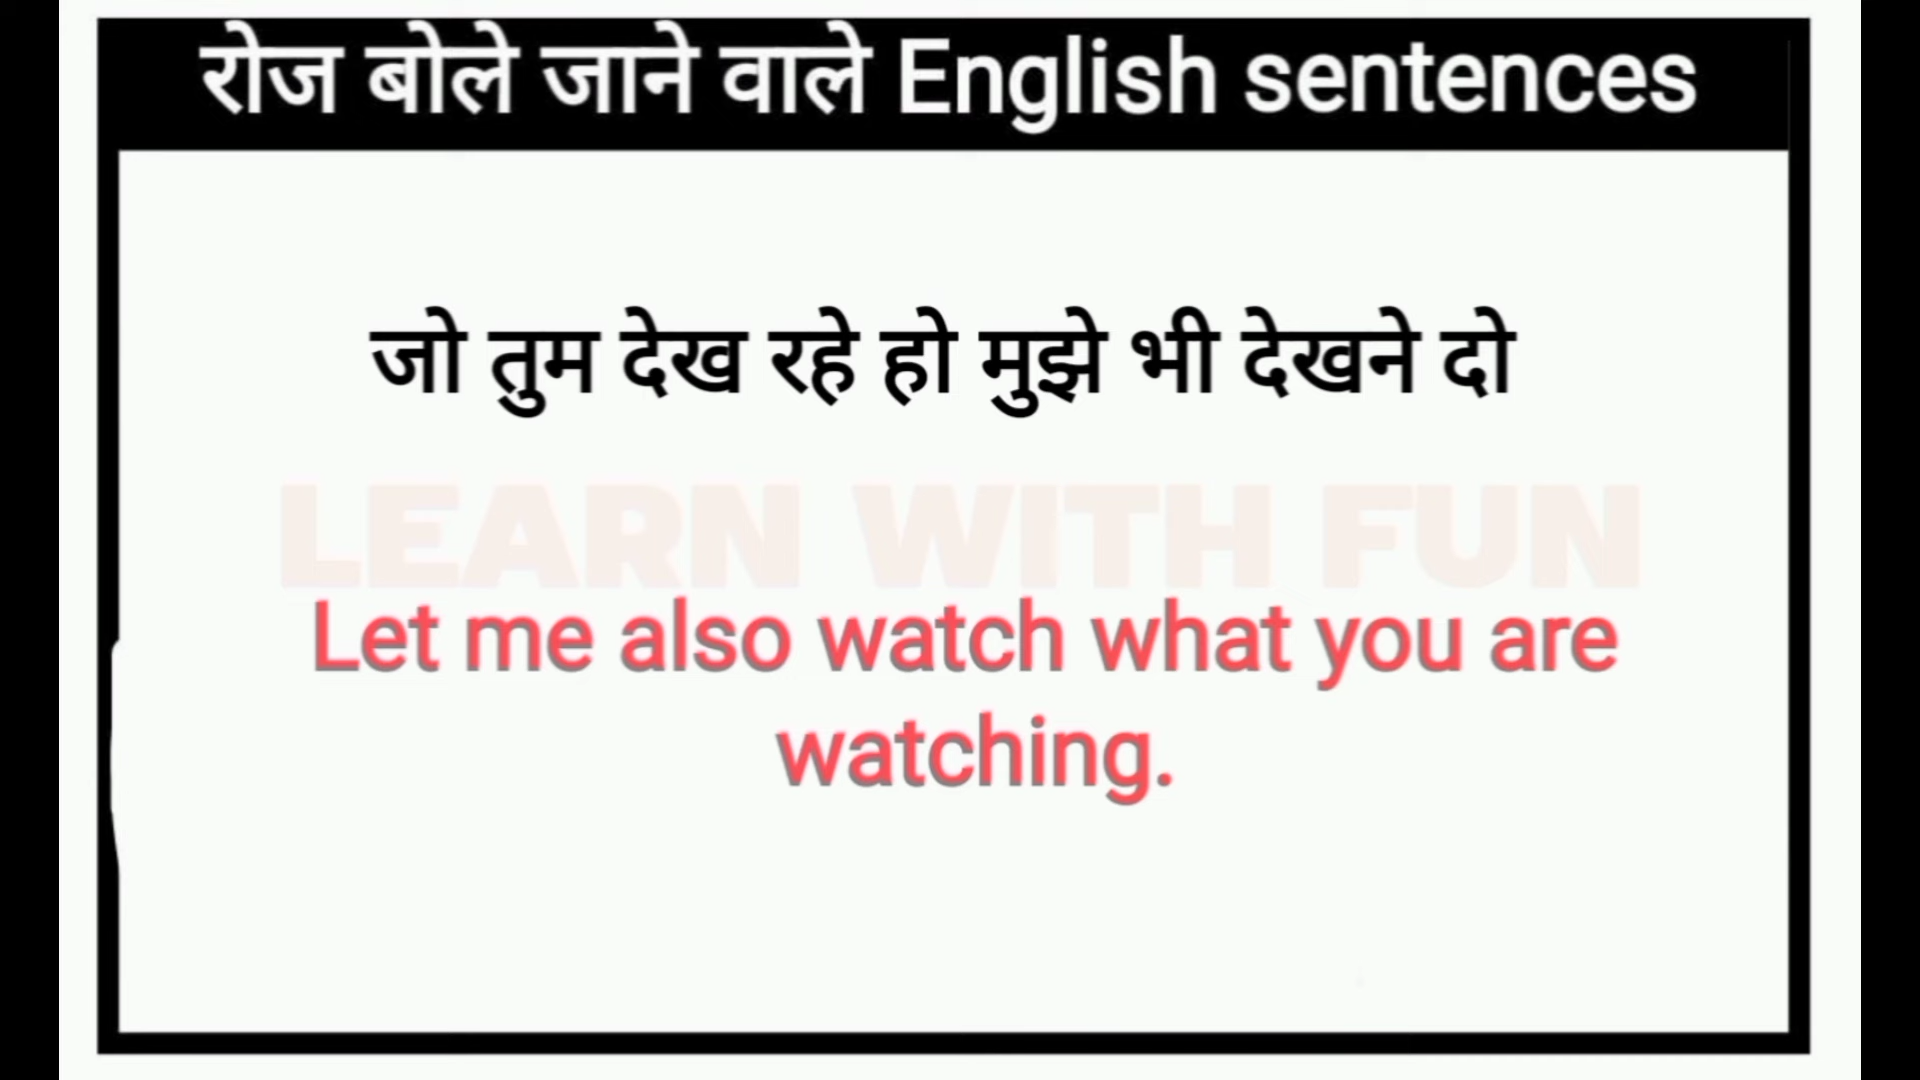 रोज बोले जाने वाले English sentences
जो तुम देख रहे हो मुझे भी देखने दो
LEARN WITH FUN
Let me also watch what you are
watching.